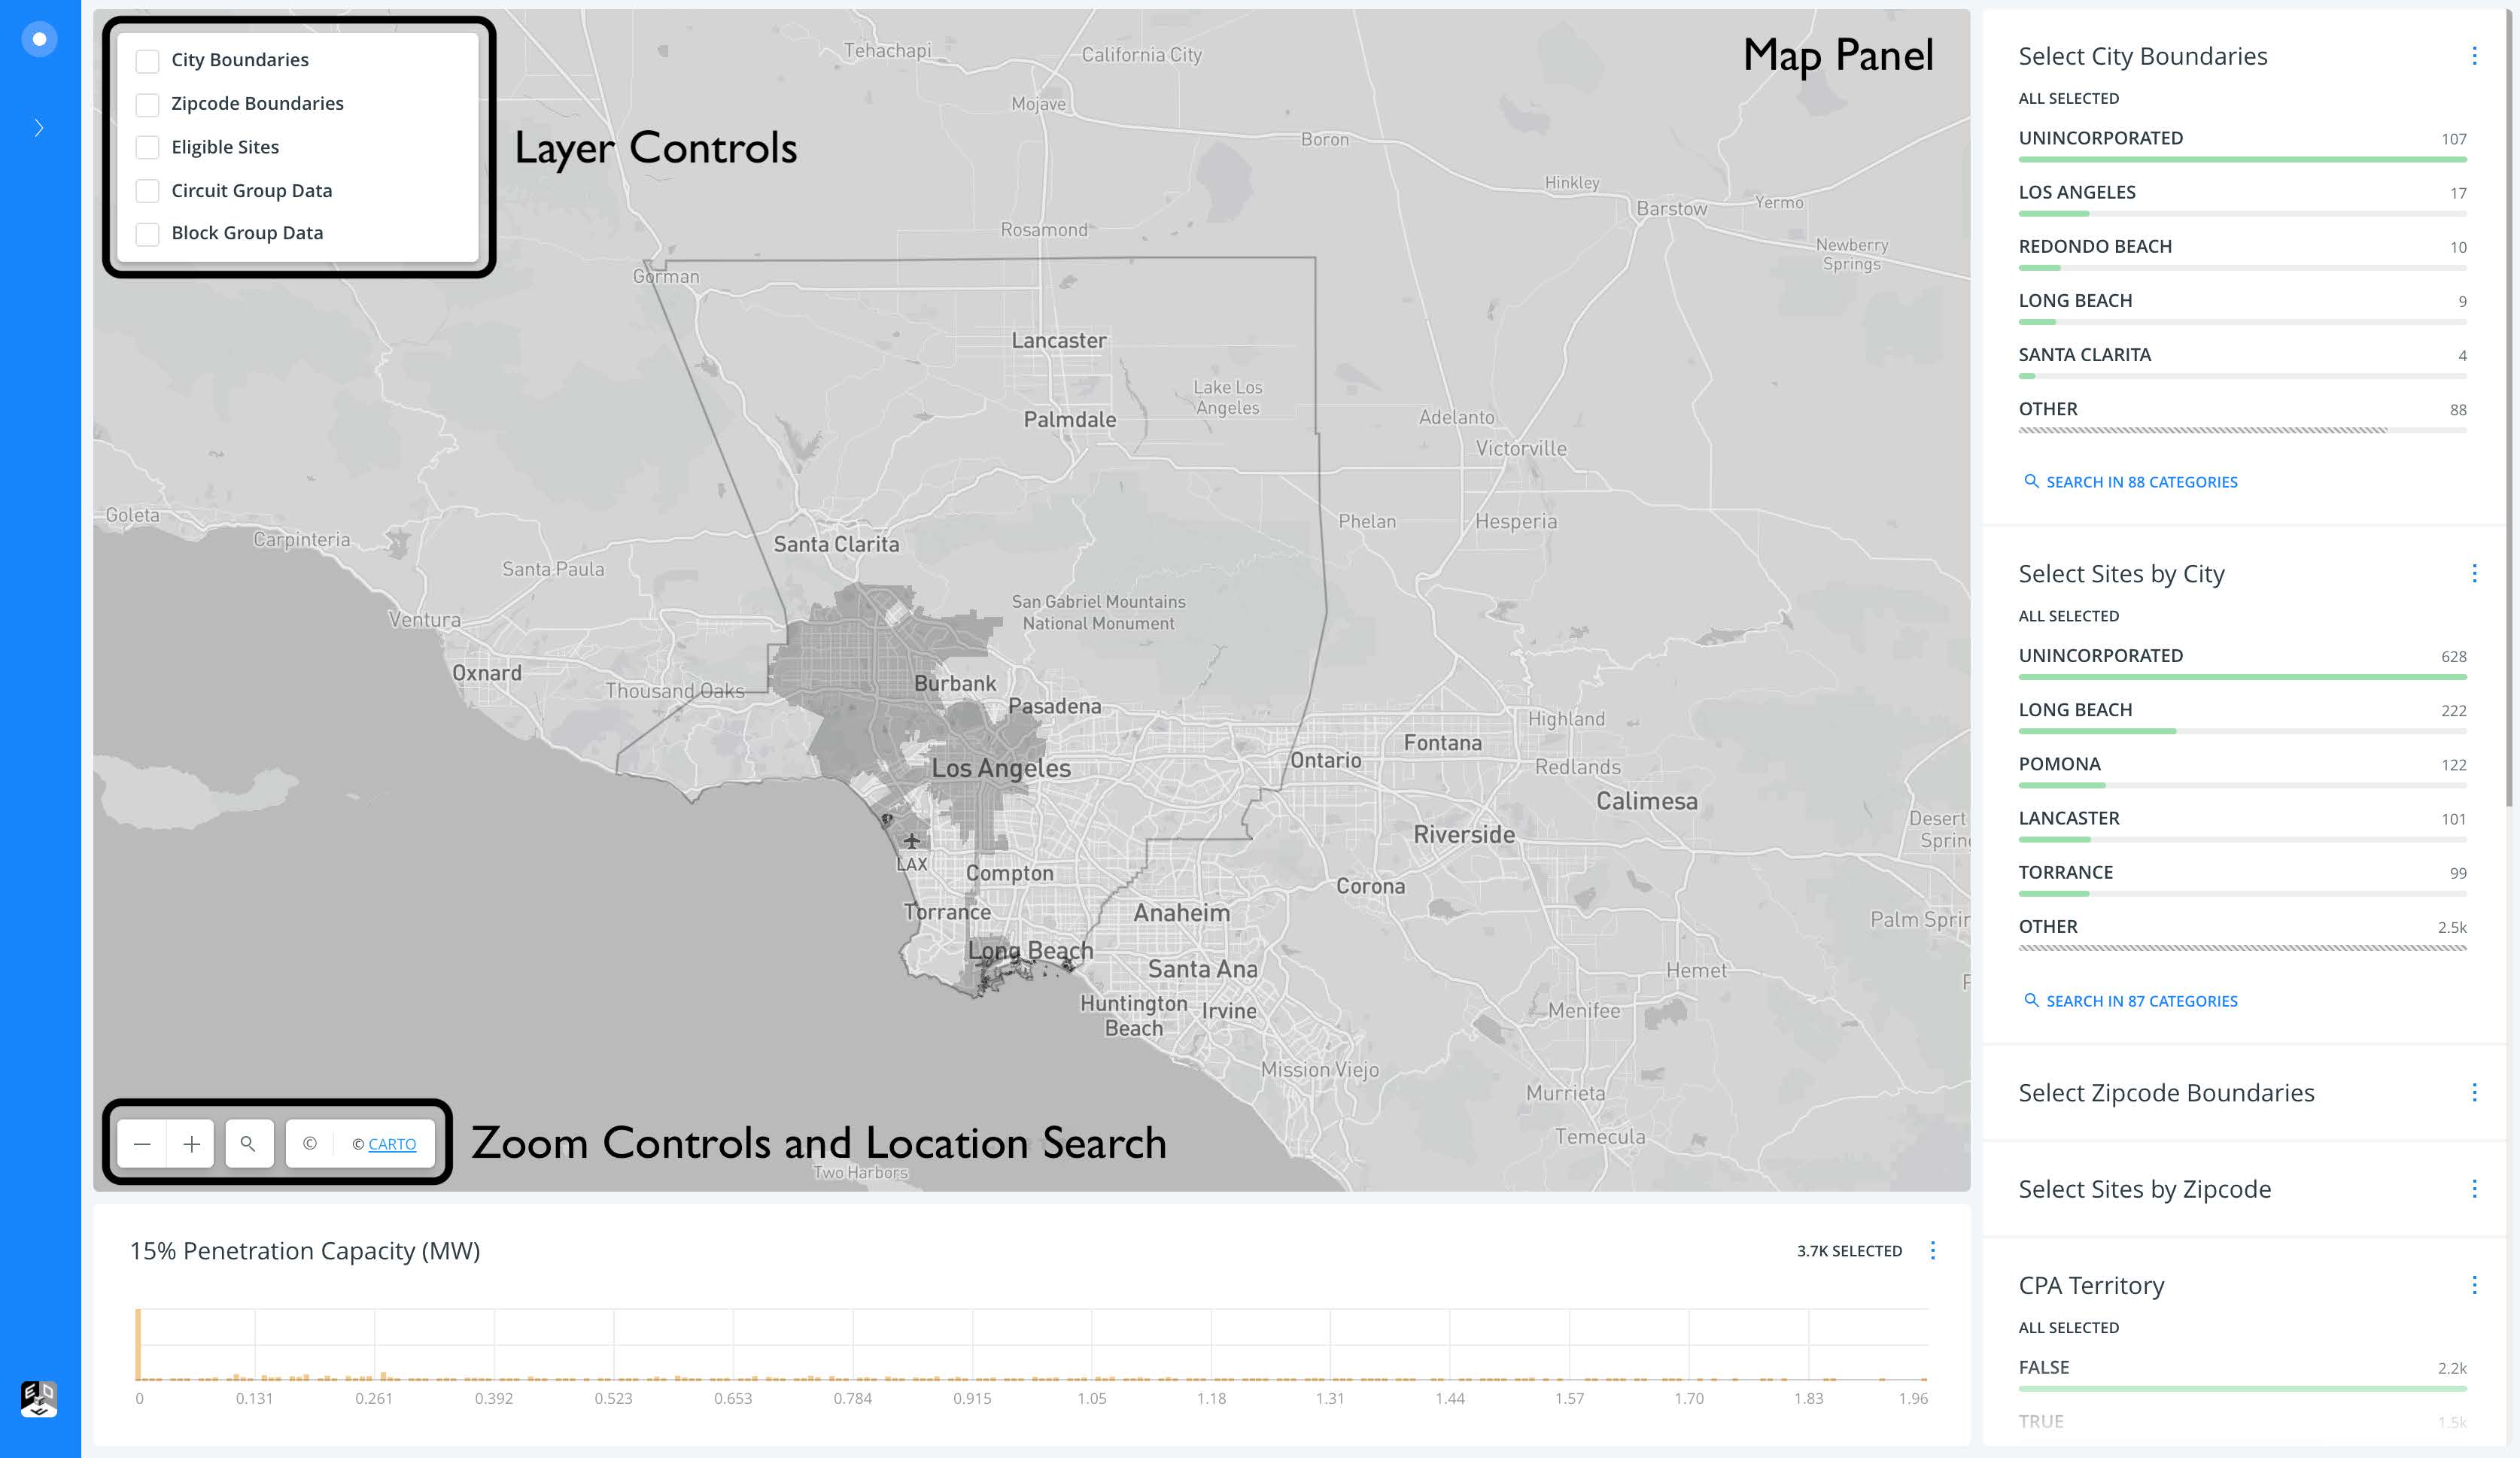 City Boundaries
Zipcode Boundaries
Eligible Sites
Circuit Group Data
Block Group Data
Layer Controls
Map Panel
Tehachapi
California City
Mojave
Boron
Hinkley
Barstow
Yermo
Rosamond
Newberry
Springs
Gorman
Lancaster
Lake Los
Angeles
Palmdale
Adelanto
Victorville
Goleta
Carpinteria
Phelan
Hesperia
Santa Clarita
Santa Paula
San Gabriel Mountains
National Monument
Ventura
Oxnard
Thousand Oaks
Burbank
Pasadena
Highland
Fontana
Ontario
Los Angeles
Redlands
Calimesa
Desert
Spring
Riverside
LAX
Compton
Corona
Torrance
Anaheim
Palm Sprin
Long Beach
Santa Ana
Hemet
Huntington
Beach
Irvine
Menifee
Mission Viejo
Murrieta
Temecula
Two Harbors
© © CARTO
Zoom Controls and Location Search
15% Penetration Capacity (MW)
3.7K SELECTED
0 0.131 0.261 0.392 0.523 0.653 0.784 0.915 1.05 1.18 1.31 1.44 1.57 1.70 1.83 1.96
Select City Boundaries
ALL SELECTED
UNINCORPORATED 107
LOS ANGELES 17
REDONDO BEACH 10
LONG BEACH 9
SANTA CLARITA 4
OTHER 88
SEARCH IN 88 CATEGORIES
Select Sites by City
ALL SELECTED
UNINCORPORATED 628
LONG BEACH 222
POMONA 122
LANCASTER 101
TORRANCE 99
OTHER 2.5k
SEARCH IN 87 CATEGORIES
Select Zipcode Boundaries
Select Sites by Zipcode
CPA Territory
ALL SELECTED
FALSE 2.2k
TRUE 1.5k